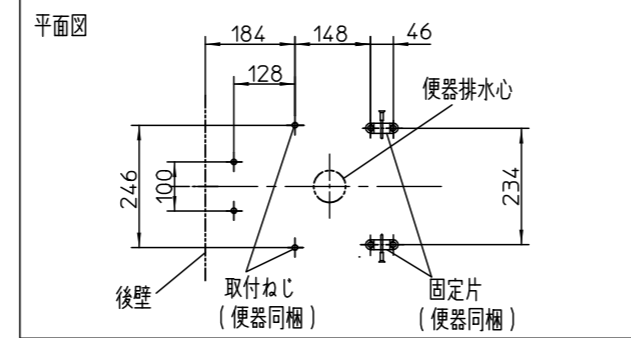 平面図
184
148
46
128
便器排水心
246
100
234
後壁
取付ねじ
(便器同梱)
固定片
(便器同梱)